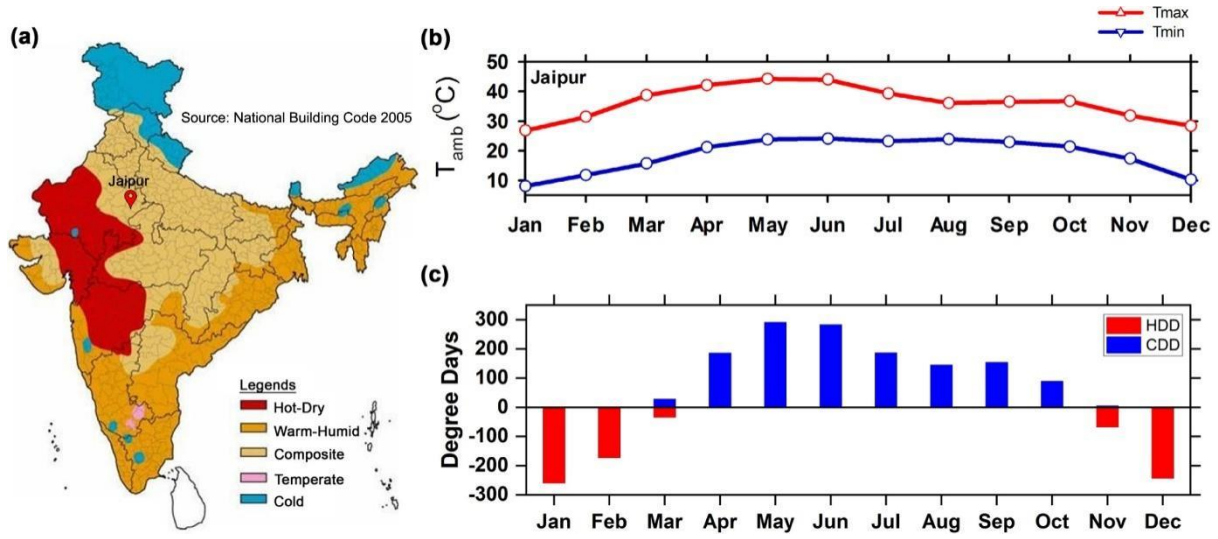 (a)
Source: National Building Code 2005
Jaipur
Legends
Hot-Dry
Warm-Humid
Composite
Temperate
Cold
(b)
Tmax
Tmin
Jaipur
T_amb (°C)
50
40
30
20
10
Jan Feb Mar Apr May Jun Jul Aug Sep Oct Nov Dec
(c)
HDD
CDD
Degree Days
300
200
100
0
-100
-200
-300
Jan Feb Mar Apr May Jun Jul Aug Sep Oct Nov Dec